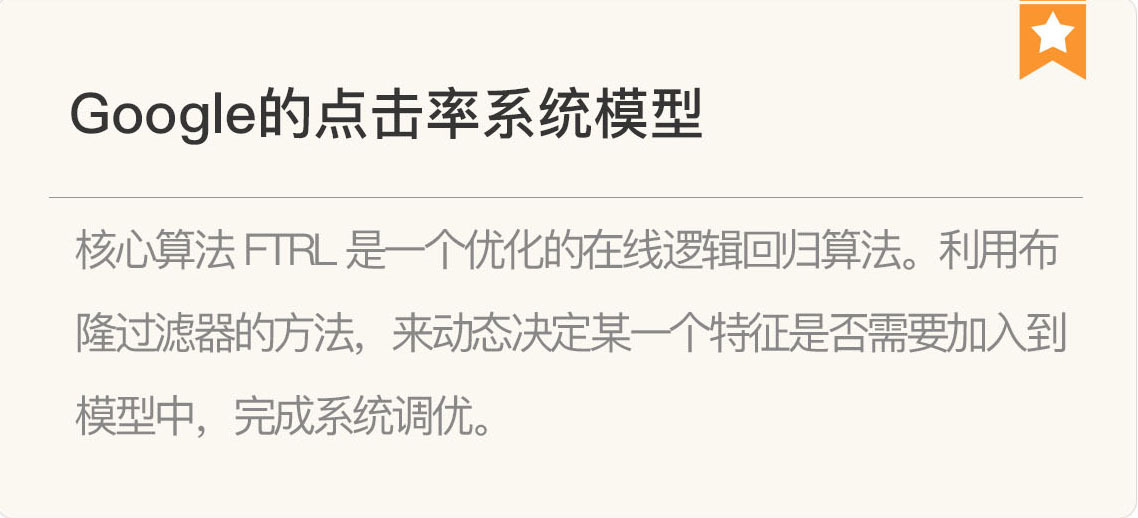 Google的点击率系统模型
核心算法 FTRL 是一个优化的在线逻辑回归算法。利用布
隆过滤器的方法，来动态决定某一个特征是否需要加入到
模型中，完成系统调优。